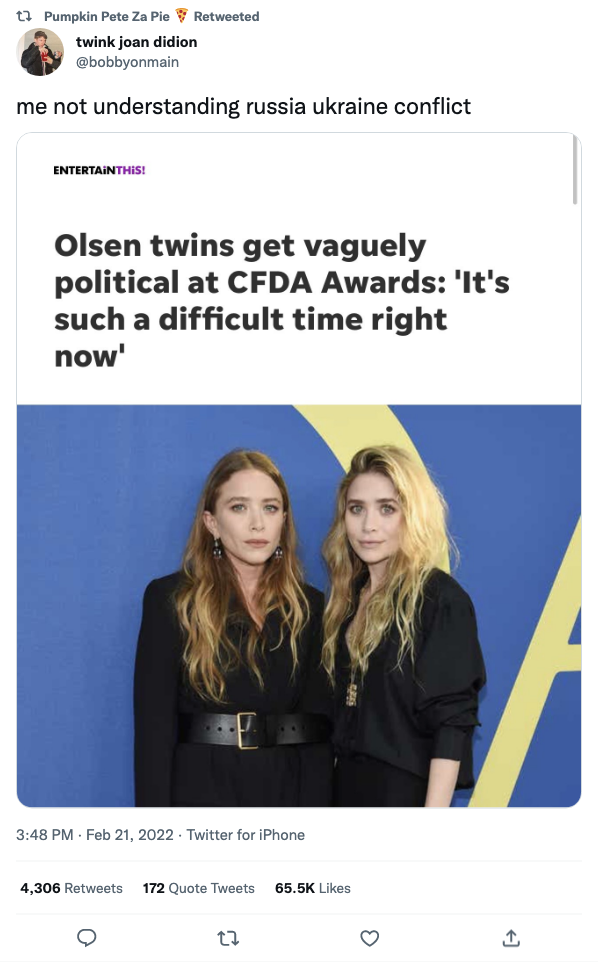 Pumpkin Pete Za Pie 🍕 Retweeted
twink joan didion
@bobbyonmain
me not understanding russia ukraine conflict
ENTERTAiNTHiS!
Olsen twins get vaguely
political at CFDA Awards: 'It's
such a difficult time right
now'
3:48 PM · Feb 21, 2022 · Twitter for iPhone
4,306 Retweets 172 Quote Tweets 65.5K Likes